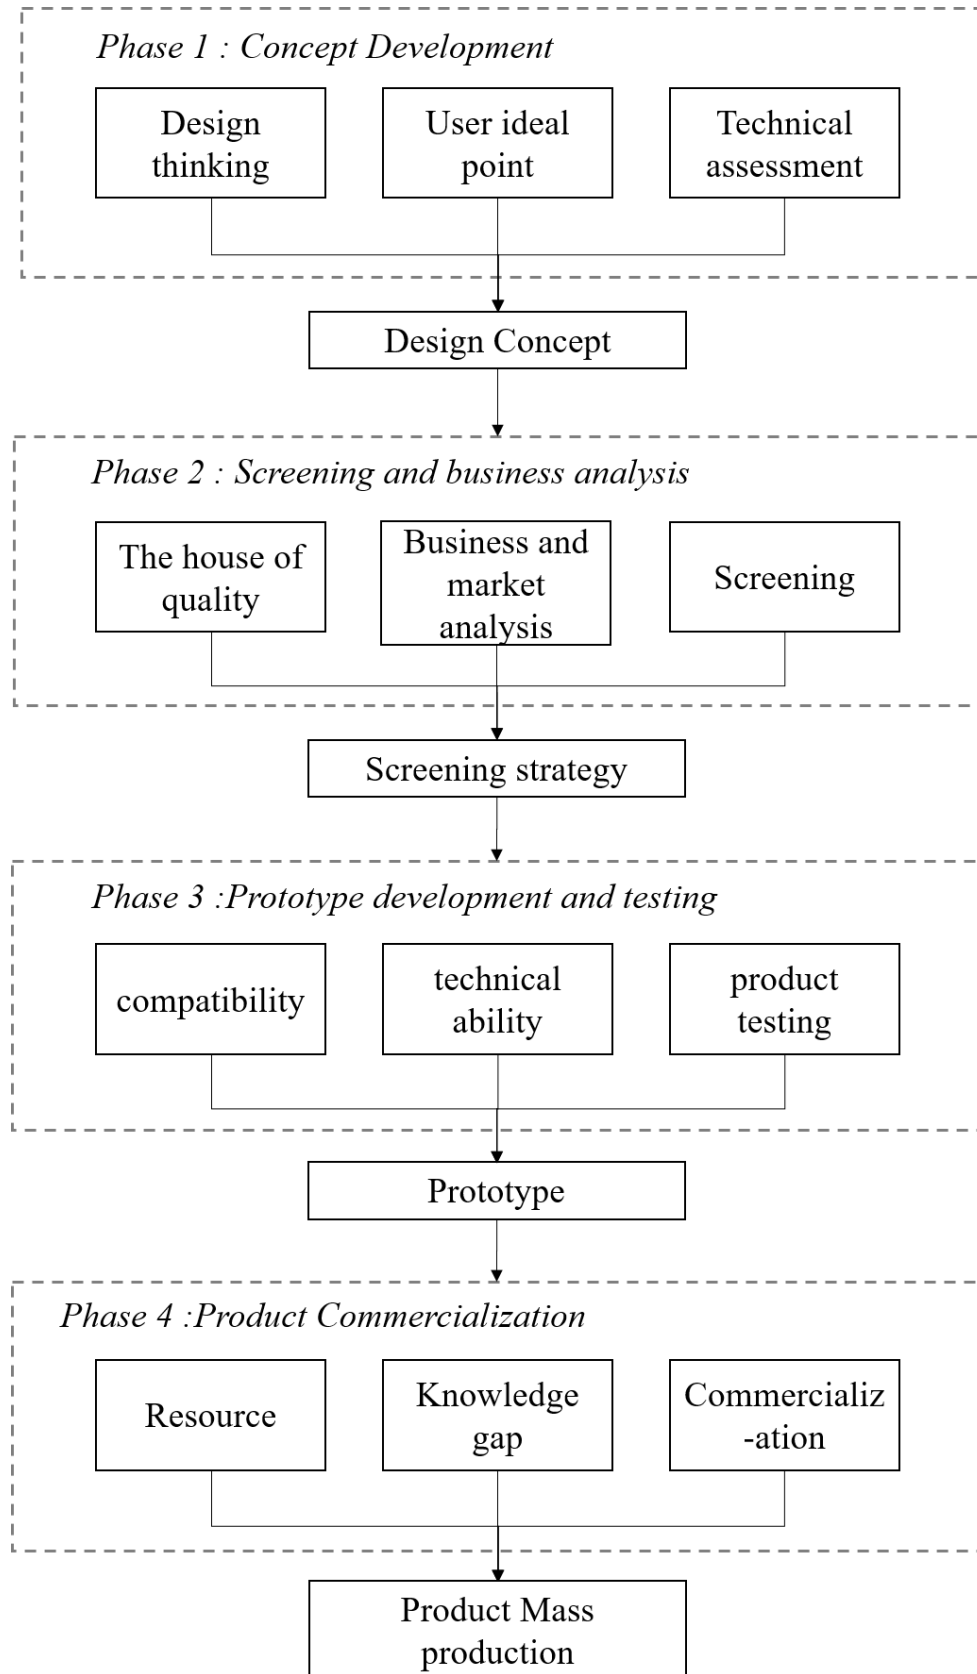 Phase 1 : Concept Development
Design
thinking
User ideal
point
Technical
assessment
Design Concept
Phase 2 : Screening and business analysis
The house of
quality
Business and
market
analysis
Screening
Screening strategy
Phase 3 :Prototype development and testing
compatibility
technical
ability
product
testing
Prototype
Phase 4 :Product Commercialization
Resource
Knowledge
gap
Commercializ
-ation
Product Mass
production